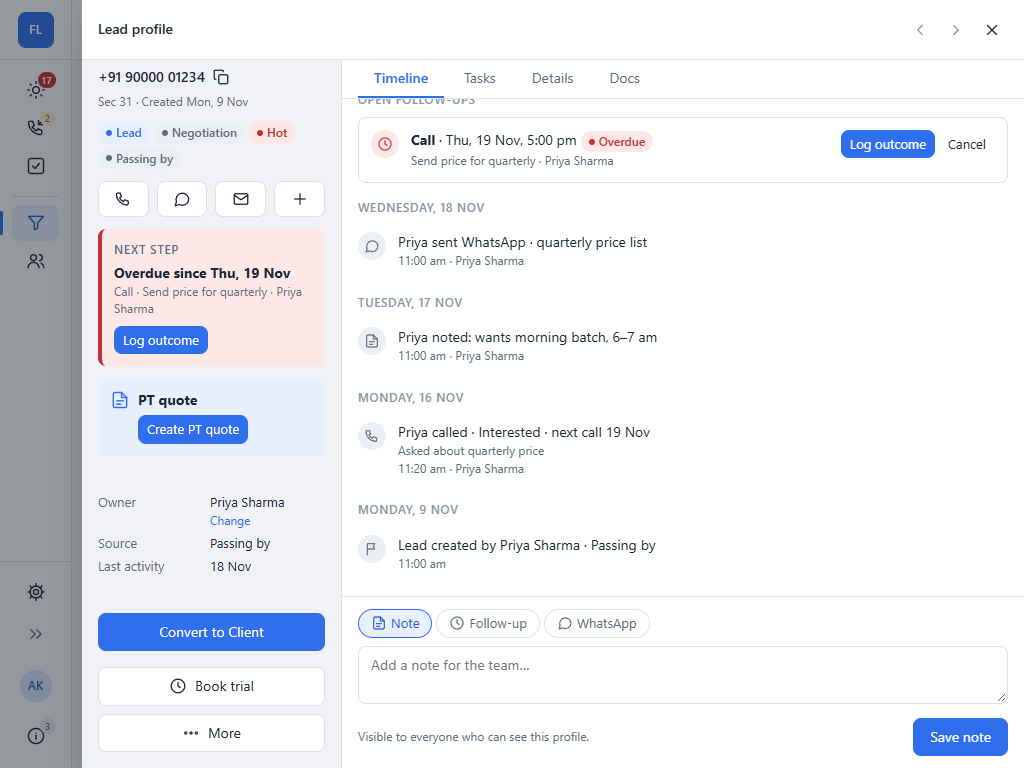 FL
17
2
AK
3
Lead profile
+91 90000 01234
Sec 31 · Created Mon, 9 Nov
Lead
Negotiation
Hot
Passing by
NEXT STEP
Overdue since Thu, 19 Nov
Call · Send price for quarterly · Priya
Sharma
Log outcome
PT quote
Create PT quote
Owner
Priya Sharma
Change
Source
Passing by
Last activity
18 Nov
Convert to Client
Book trial
More
Timeline
Tasks
Details
Docs
OPEN FOLLOW-UPS
Call · Thu, 19 Nov, 5:00 pm
Overdue
Send price for quarterly · Priya Sharma
Log outcome
Cancel
WEDNESDAY, 18 NOV
Priya sent WhatsApp · quarterly price list
11:00 am · Priya Sharma
TUESDAY, 17 NOV
Priya noted: wants morning batch, 6–7 am
11:00 am · Priya Sharma
MONDAY, 16 NOV
Priya called · Interested · next call 19 Nov
Asked about quarterly price
11:20 am · Priya Sharma
MONDAY, 9 NOV
Lead created by Priya Sharma · Passing by
11:00 am
Note
Follow-up
WhatsApp
Add a note for the team...
Visible to everyone who can see this profile.
Save note